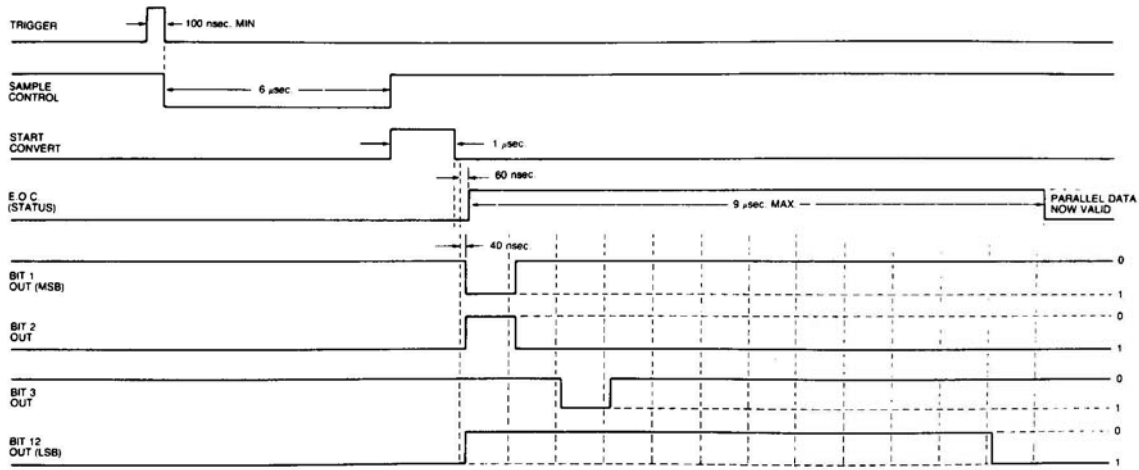 TRIGGER
100 nsec. MIN
SAMPLE
CONTROL
6 μsec.
START
CONVERT
1 μsec.
60 nsec.
E.O.C.
(STATUS)
9 μsec. MAX
PARALLEL DATA
NOW VALID
40 nsec.
BIT 1
OUT (MSB)
0
1
BIT 2
OUT
0
1
BIT 3
OUT
0
1
BIT 12
OUT (LSB)
0
1